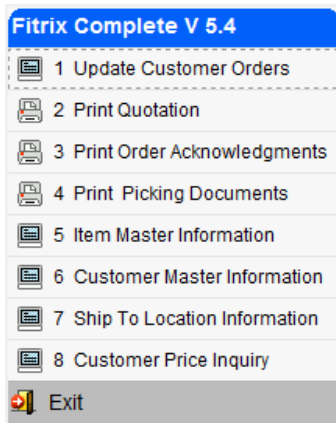 Fitrix Complete V 5.4
1 Update Customer Orders
2 Print Quotation
3 Print Order Acknowledgments
4 Print Picking Documents
5 Item Master Information
6 Customer Master Information
7 Ship To Location Information
8 Customer Price Inquiry
Exit